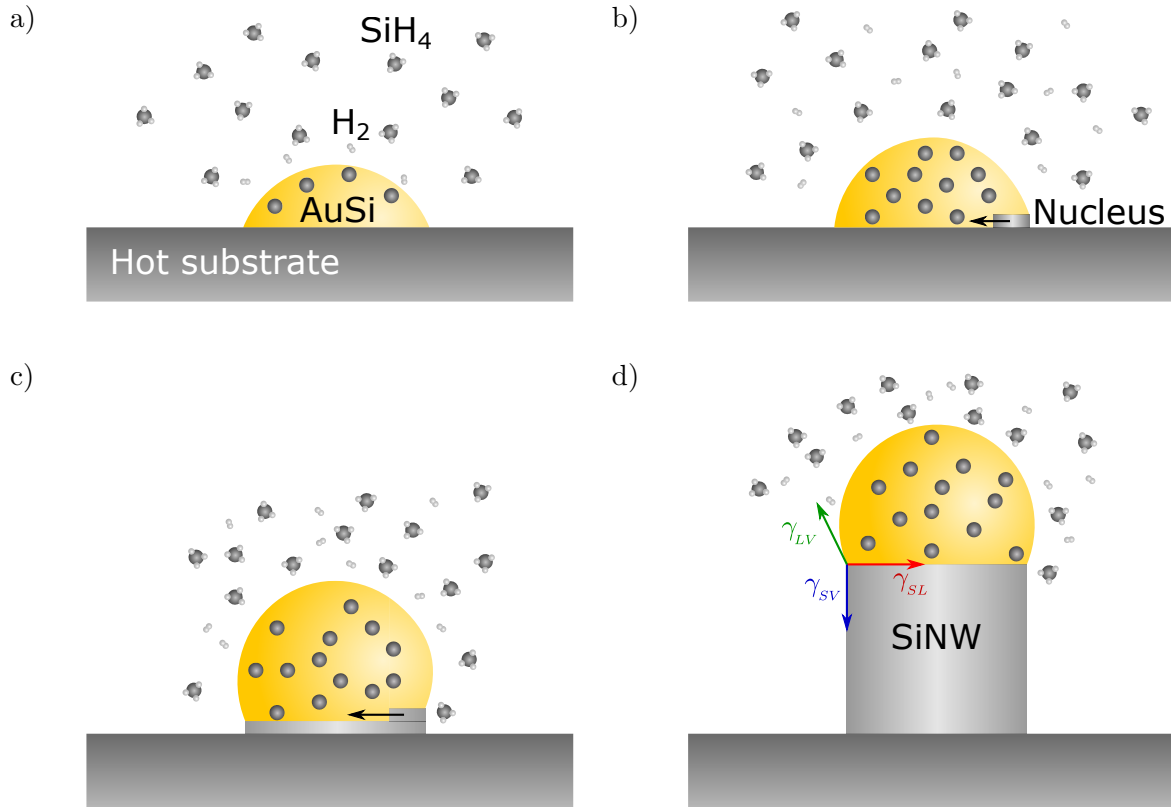 a)
SiH₄
H₂
AuSi
Hot substrate
b)
Nucleus
c)
d)
γLV
γSV
γSL
SiNW